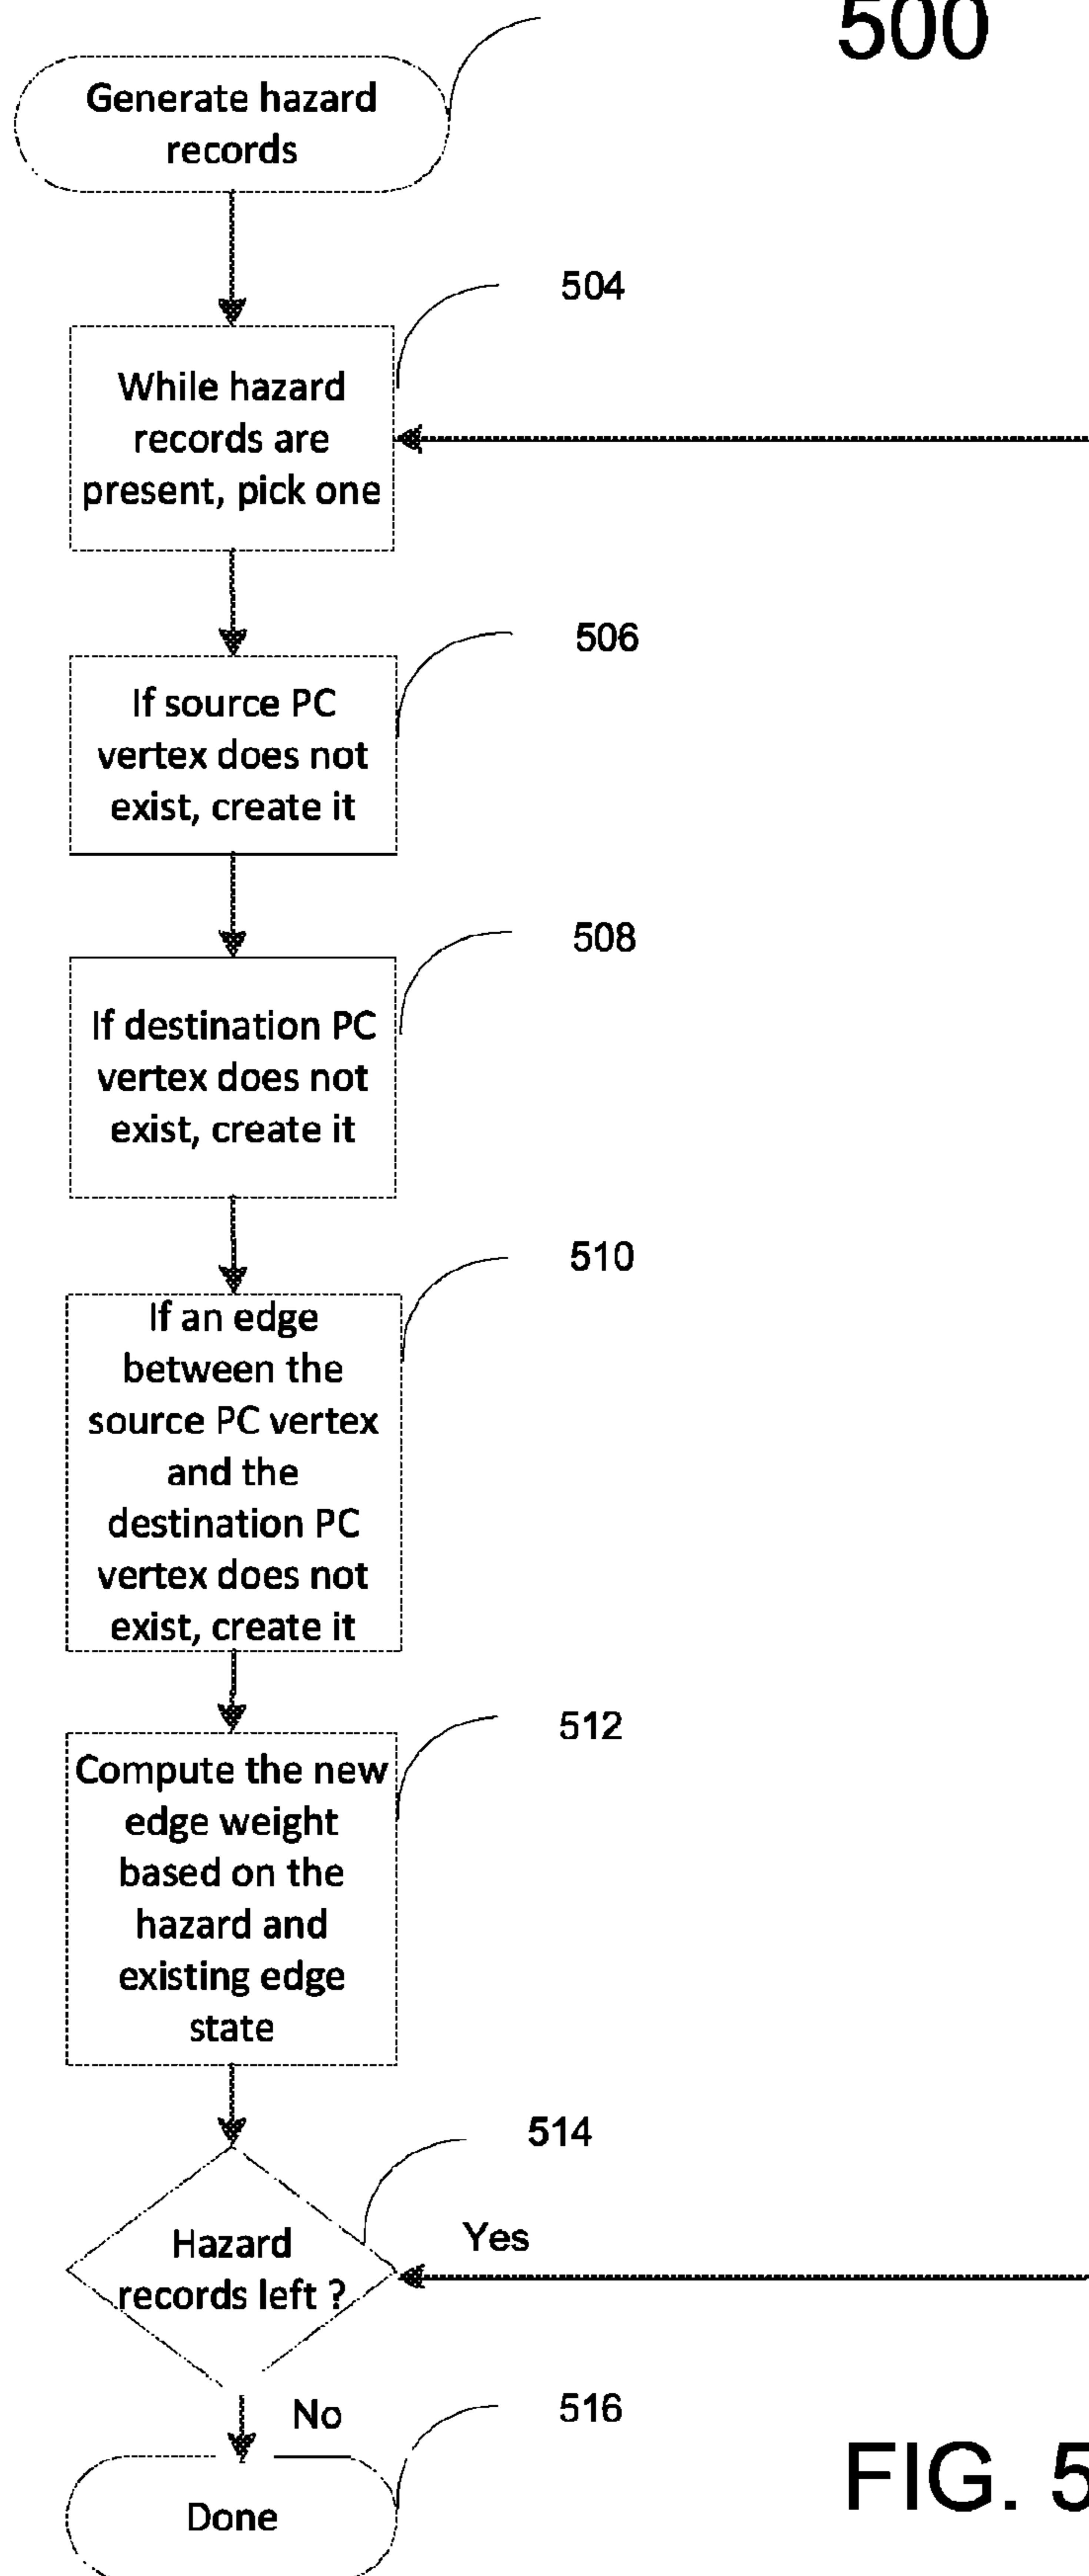 500
Generate hazard
records
504
While hazard
records are
present, pick one
506
If source PC
vertex does not
exist, create it
508
If destination PC
vertex does not
exist, create it
510
If an edge
between the
source PC vertex
and the
destination PC
vertex does not
exist, create it
512
Compute the new
edge weight
based on the
hazard and
existing edge
state
514
Hazard
records left ?
Yes
No
516
Done
FIG. 5